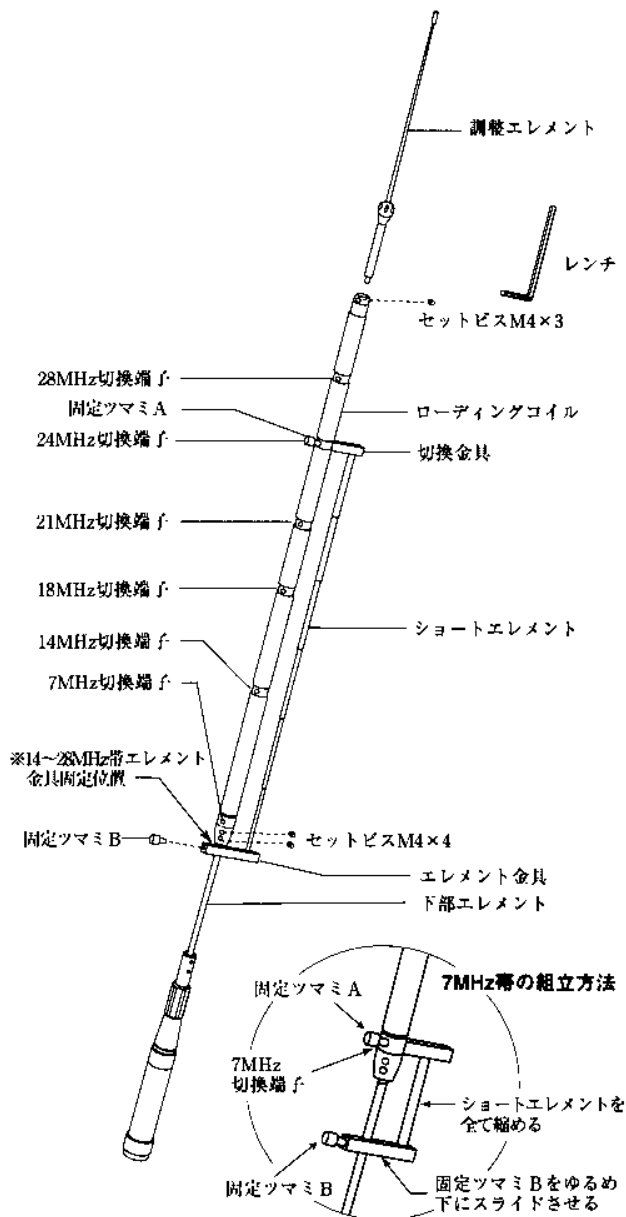 調整エレメント
レンチ
セットビスM4×3
28MHz切換端子
固定ツマミA
24MHz切換端子
ローディングコイル
切換金具
21MHz切換端子
18MHz切換端子
ショートエレメント
14MHz切換端子
7MHz切換端子
※14～28MHz帯エレメント
金具固定位置
固定ツマミB
セットビスM4×4
エレメント金具
下部エレメント
7MHz帯の組立方法
固定ツマミA
7MHz
切換端子
ショートエレメントを
全て縮める
固定ツマミB
固定ツマミBをゆるめ
下にスライドさせる